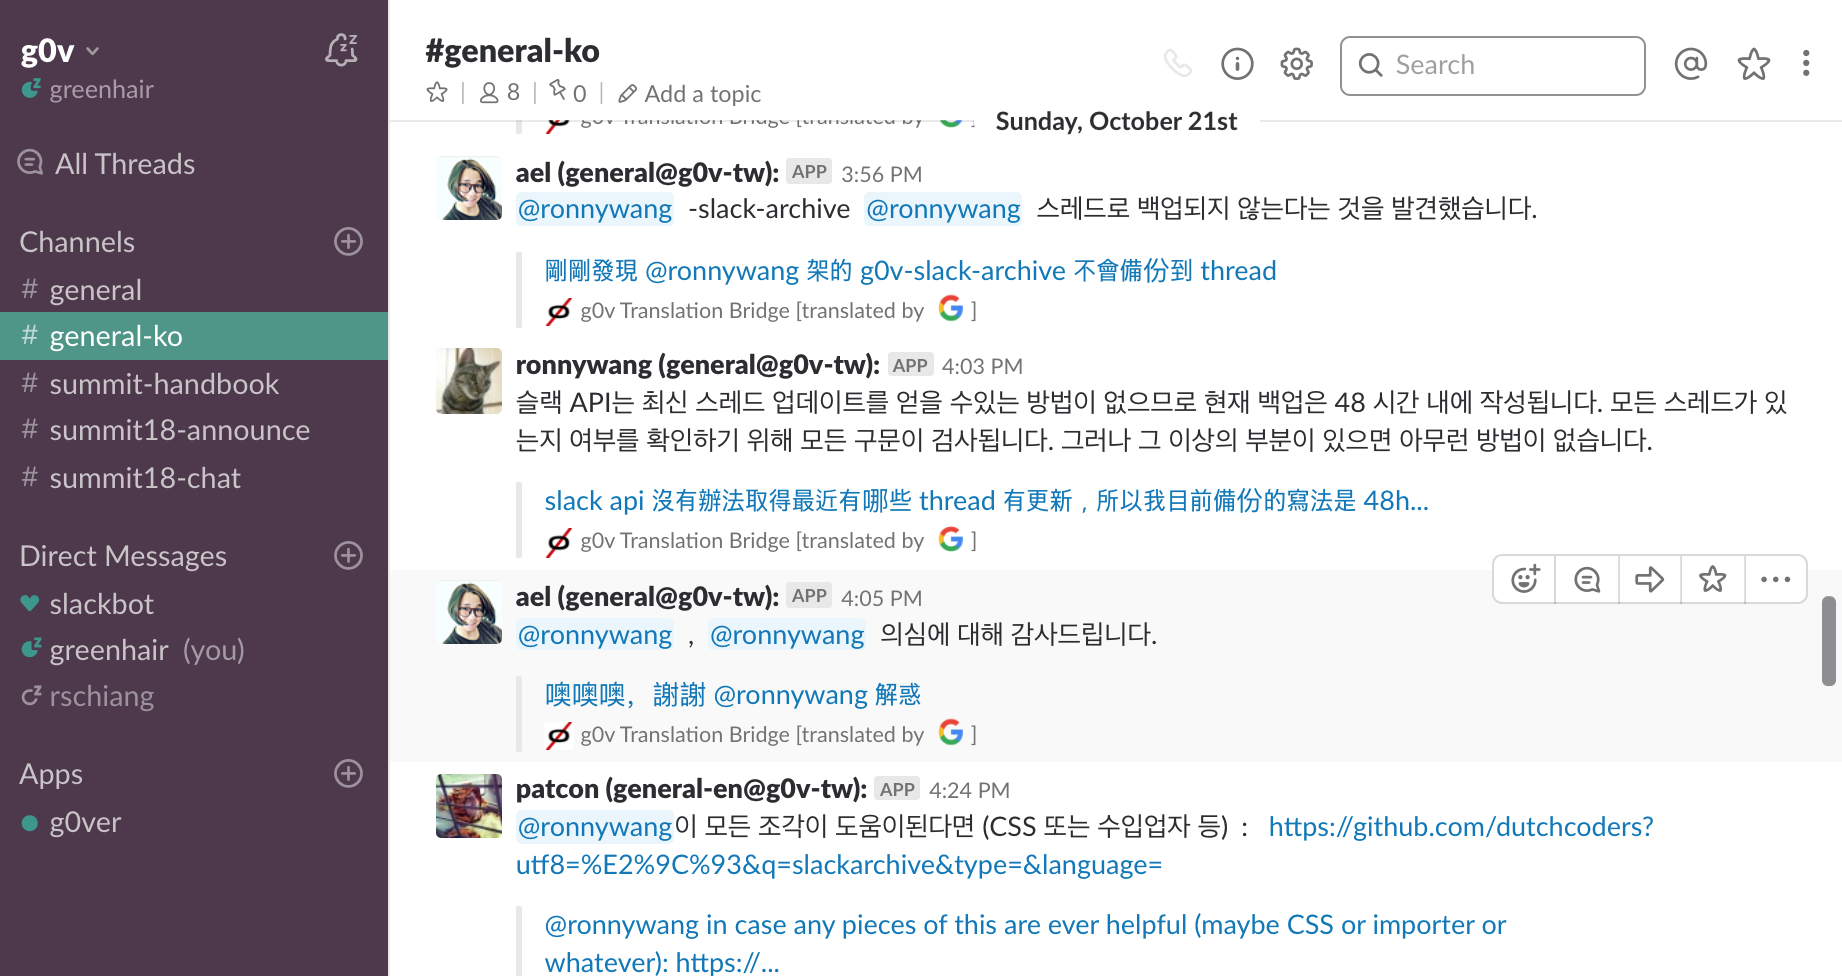 g0v
greenhair
All Threads
Channels
# general
# general-ko
# summit-handbook
# summit18-announce
# summit18-chat
Direct Messages
slackbot
greenhair (you)
rschiang
Apps
g0ver
#general-ko
8 | 0 | Add a topic
Search
g0v Translation Bridge [translated by ]
Sunday, October 21st
ael (general@g0v-tw): APP 3:56 PM
@ronnywang -slack-archive @ronnywang 스레드로 백업되지 않는다는 것을 발견했습니다.
剛剛發現 @ronnywang 架的 g0v-slack-archive 不會備份到 thread
g0v Translation Bridge [translated by G ]
ronnywang (general@g0v-tw): APP 4:03 PM
슬랙 API는 최신 스레드 업데이트를 얻을 수있는 방법이 없으므로 현재 백업은 48 시간 내에 작성됩니다. 모든 스레드가 있
는지 여부를 확인하기 위해 모든 구문이 검사됩니다. 그러나 그 이상의 부분이 있으면 아무런 방법이 없습니다.
slack api 沒有辦法取得最近有哪些 thread 有更新，所以我目前備份的寫法是 48h...
g0v Translation Bridge [translated by G ]
ael (general@g0v-tw): APP 4:05 PM
@ronnywang , @ronnywang 의심에 대해 감사드립니다.
噢噢噢，謝謝 @ronnywang 解惑
g0v Translation Bridge [translated by G ]
patcon (general-en@g0v-tw): APP 4:24 PM
@ronnywang이 모든 조각이 도움이된다면 (CSS 또는 수입업자 등) : https://github.com/dutchcoders?
utf8=%E2%9C%93&q=slackarchive&type=&language=
@ronnywang in case any pieces of this are ever helpful (maybe CSS or importer or
whatever): https://...